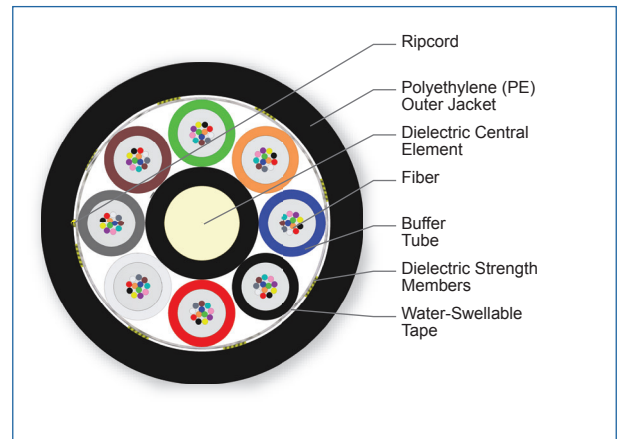 Ripcord
Polyethylene (PE)
Outer Jacket
Dielectric Central
Element
Fiber
Buffer
Tube
Dielectric Strength
Members
Water-Swellable
Tape